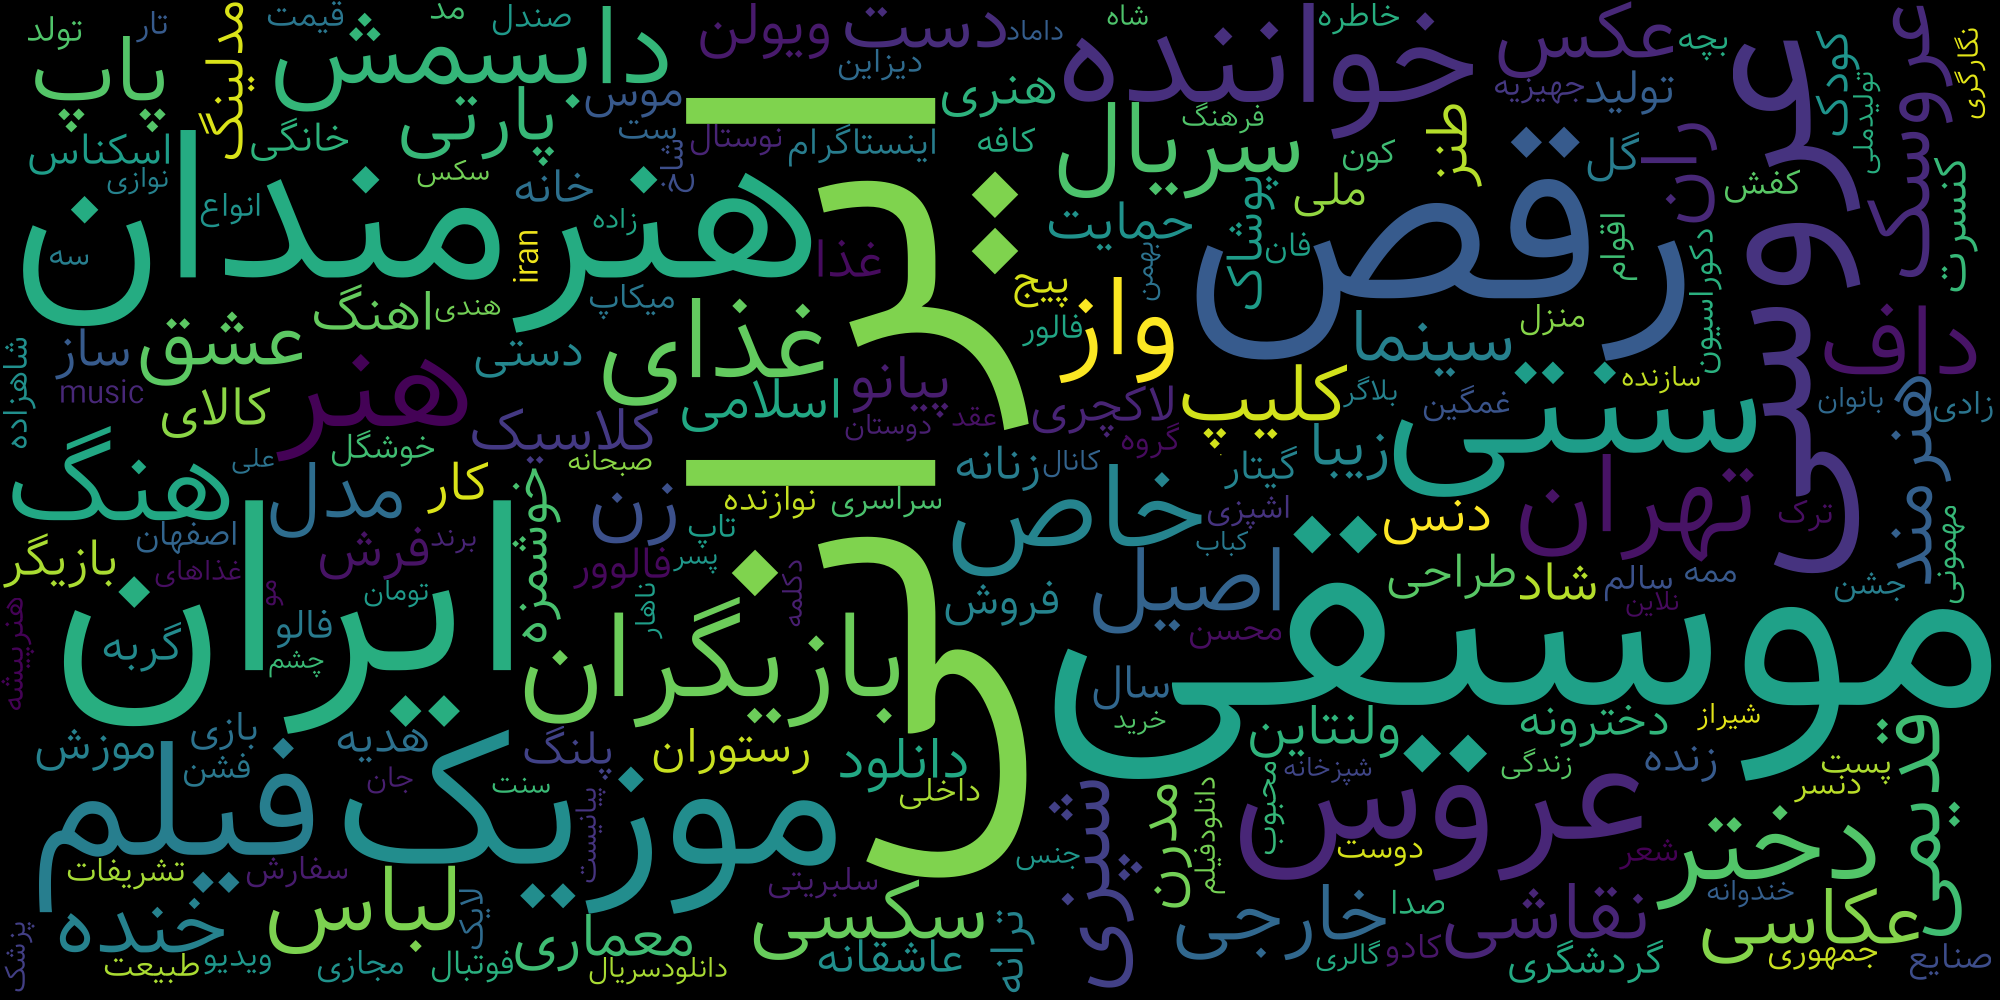 تار
تولد
مدلینگ
قیمت
دابسمش
مد
صندل
ویولن
دیزاین
دست
داماد
شاه
خواننده
خاطره
عکس
بچه
عروسی
کودک
عروسک
نگارگری
پاپ
پارتی
موس
هنری
جهیزیه
تولید
تولیدملی
اسکناس
خانگی
ست
نوستال
اینستاگرام
کافه
فرهنگ
سریال
طنز
ران
گل
نوازی
سکس
شاخ
کون
کفش
کنسرت
هنرمندان
انواع
خانه
زاده
ایرانی
حمایت
پوشاک
ملی
رقص
اقوام
سه
iran
غذا
فان
بهمن
دکوراسیون
اهنگ
هندی
میکاپ
پیج
فالور
واز
منزل
داف
شاهزاده
ساز
عشق
دستی
غذای
سینما
سازنده
music
کالای
هنر
اسلامی
پیانو
لاکچری
کلیپ
بلاگر
غمگین
سنتی
بانوان
زادی
هنرمند
هنگ
علی
خوشگل
کلاسیک
دوستان
عقد
گروه
زیبا
صبحانه
زنانه
کانال
گیتار
مدل
کار
خوشمزه
زن
نوازنده
سراسری
خاص
اشپزی
دنس
تهران
ترک
مهمونی
اصفهان
بازیگر
فرش
برند
تاپ
کباب
غذاهای
فالوور
پسر
دکلمه
اصیل
طراحی
شاد
سالم
ممه
جشن
هنرپیشه
ایران
مو
تومان
ناهار
فروش
نلاین
گربه
فالو
چشم
بازیگران
محسن
موسیقی
سال
خرید
دخترونه
شیراز
قدیمی
موزش
بازی
فشن
هدیه
پلنگ
رستوران
دانلود
ولنتاین
زندگی
زنده
پست
جان
سنت
داخلی
محبوب
شپزخانه
دنسر
فیلم
موزیک
پیانیست
شزی
مدرن
دانلودفیلم
عروس
دوست
شعر
دختر
تشریفات
سفارش
سلبریتی
جنس
خندوانه
پزشک
خنده
لباس
لایک
سکسی
ترانه
خارجی
صدا
نقاشی
عکاسی
طبیعت
ویدیو
مجازی
فوتبال
معماری
دانلودسریال
عاشقانه
گالری
کادو
گردشگری
جمهوری
صنایع